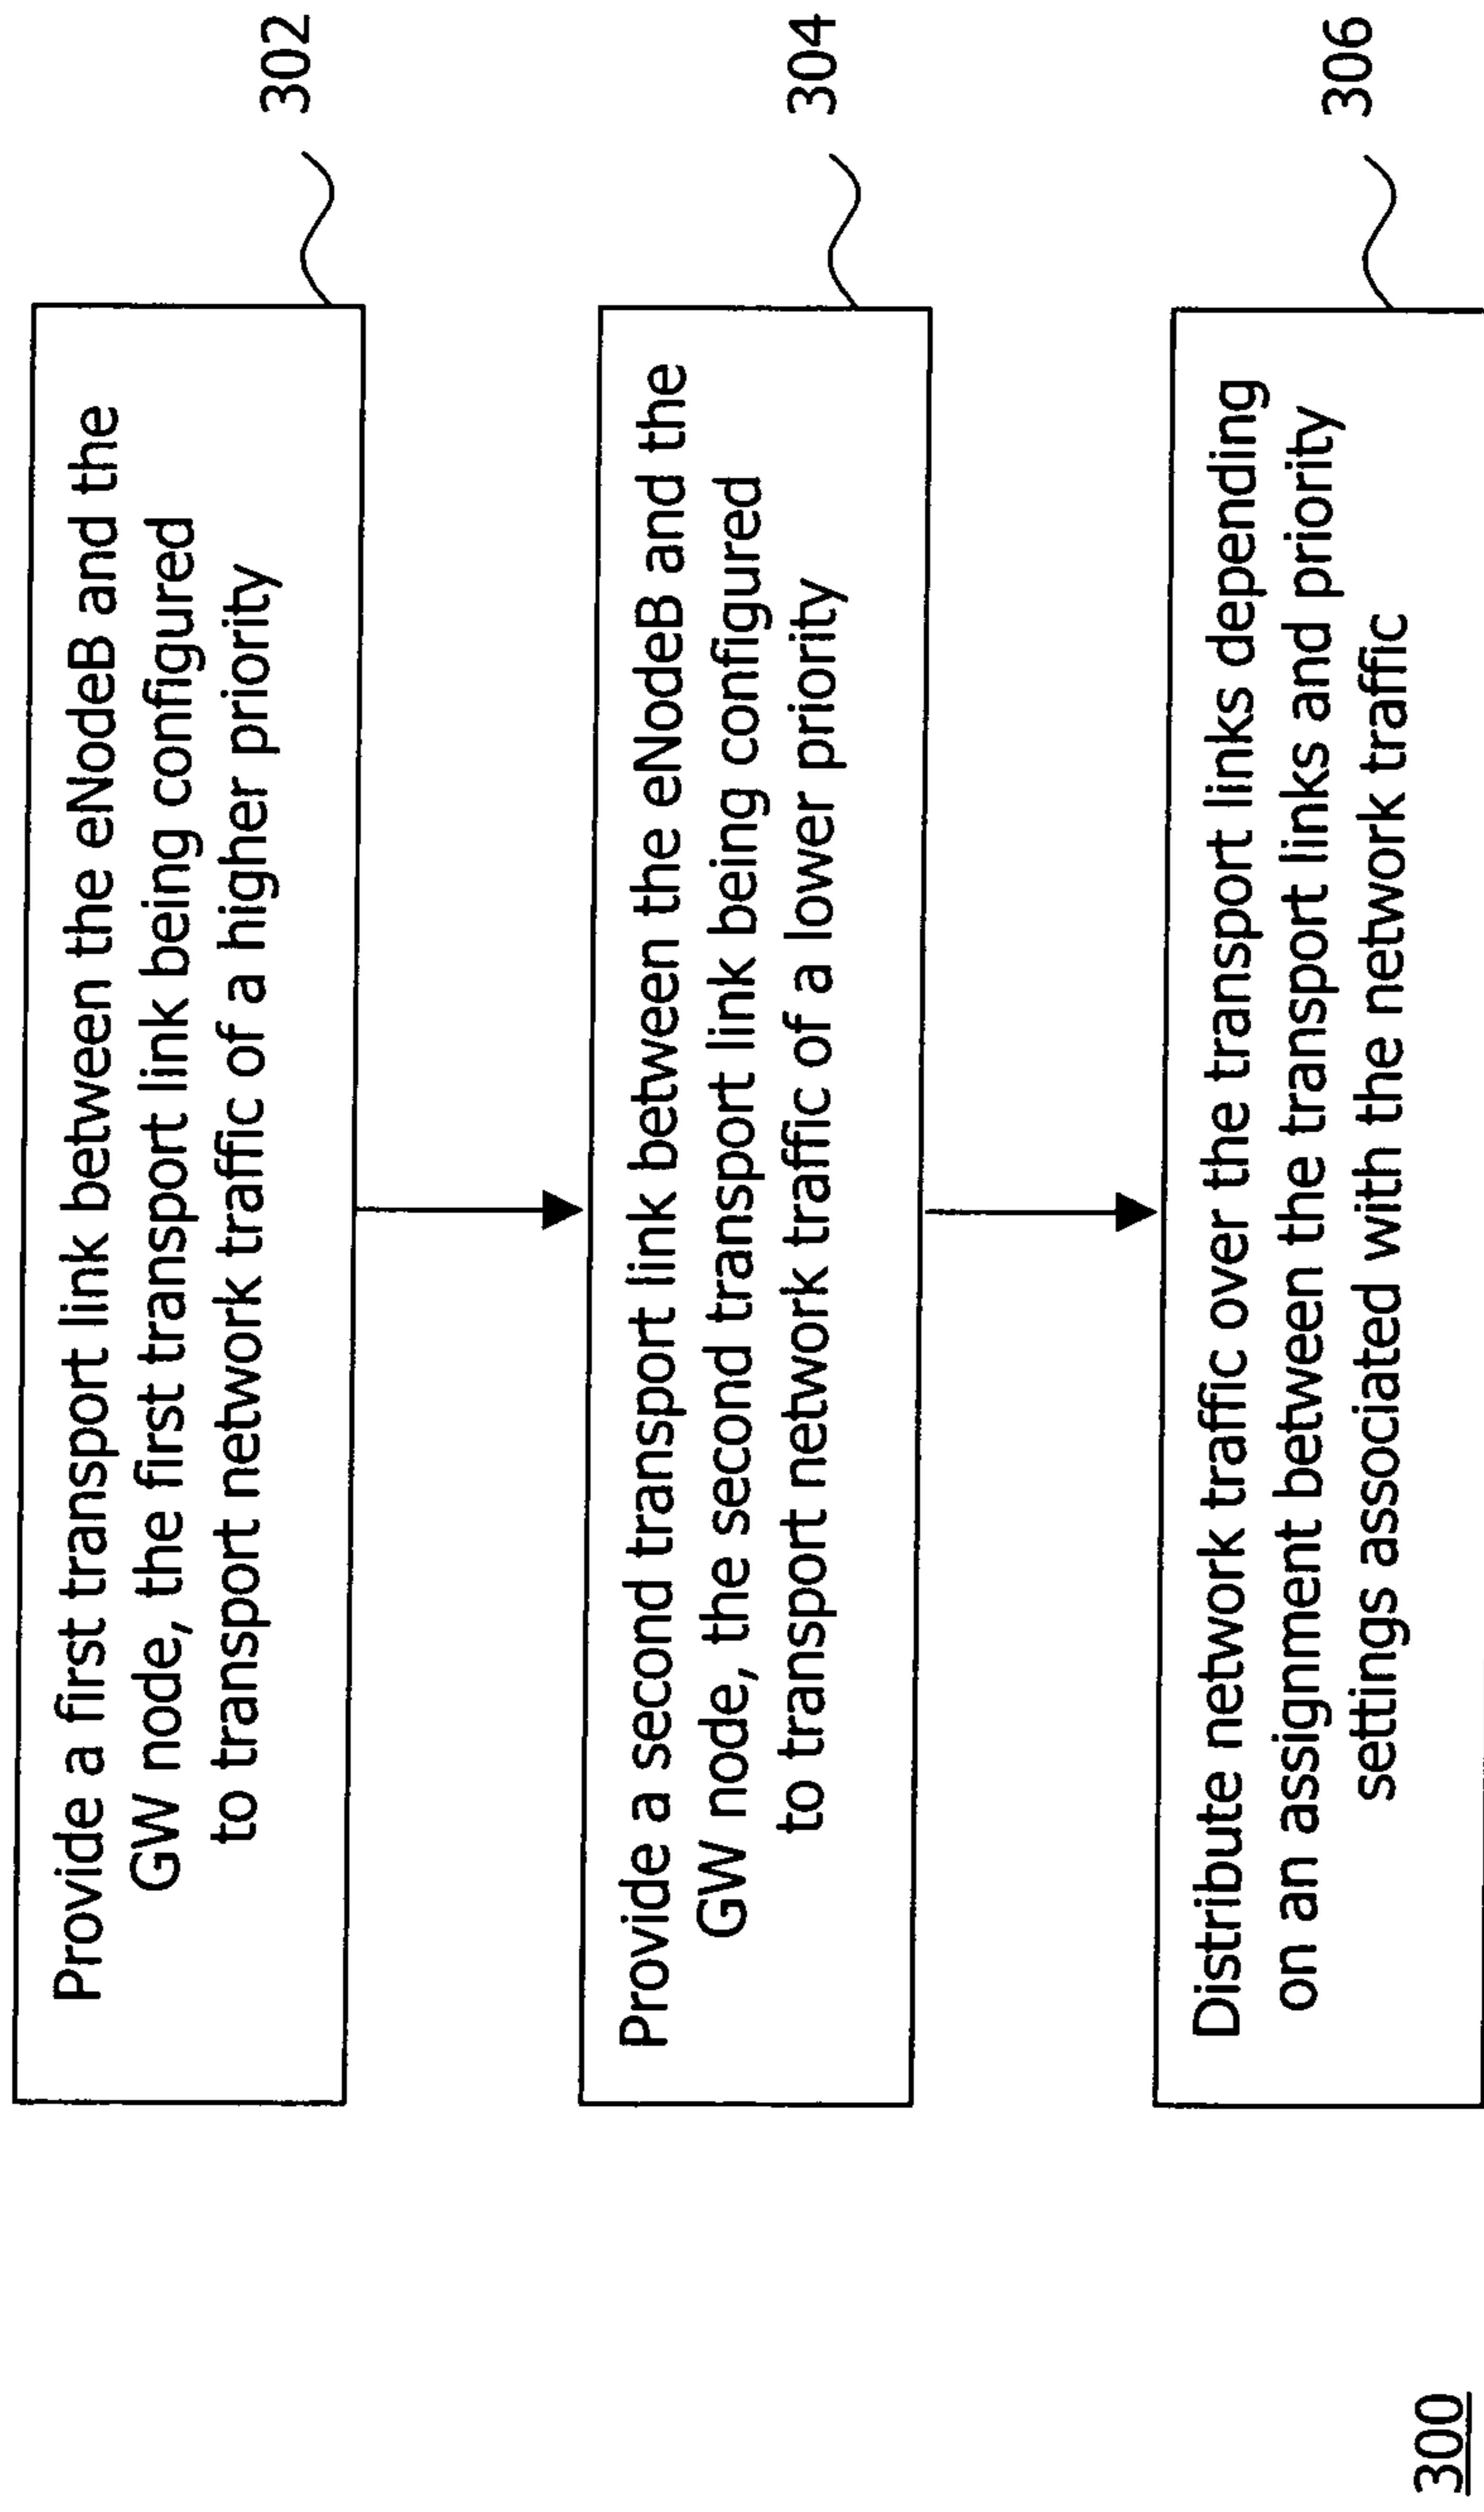 Provide a first transport link between the eNodeB and the
GW node, the first transport link being configured
to transport network traffic of a higher priority
302
Provide a second transport link between the eNodeB and the
GW node, the second transport link being configured
to transport network traffic of a lower priority
304
Distribute network traffic over the transport links depending
on an assignment between the transport links and priority
settings associated with the network traffic
306
300